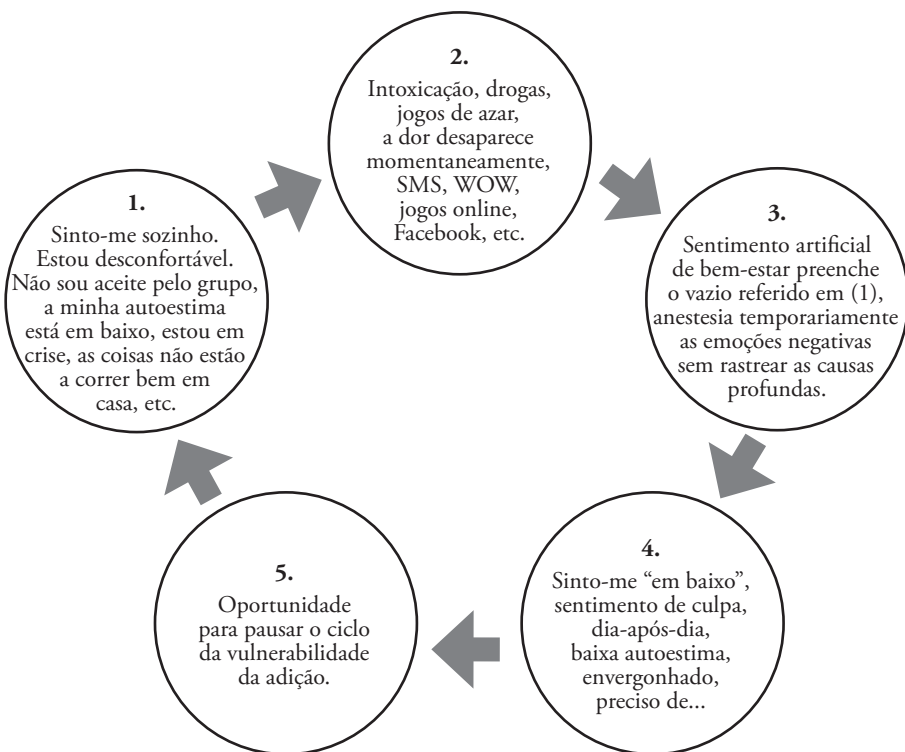 1.
Sinto-me sozinho.
Estou desconfortável.
Não sou aceite pelo grupo,
a minha autoestima
está em baixo, estou em
crise, as coisas não estão
a correr bem em
casa, etc.
2.
Intoxicação, drogas,
jogos de azar,
a dor desaparece
momentaneamente,
SMS, WOW,
jogos online,
Facebook, etc.
3.
Sentimento artificial
de bem-estar preenche
o vazio referido em (1),
anestesia temporariamente
as emoções negativas
sem rastrear as causas
profundas.
4.
Sinto-me “em baixo”,
sentimento de culpa,
dia-após-dia,
baixa autoestima,
envergonhado,
preciso de...
5.
Oportunidade
para pausar o ciclo
da vulnerabilidade
da adição.